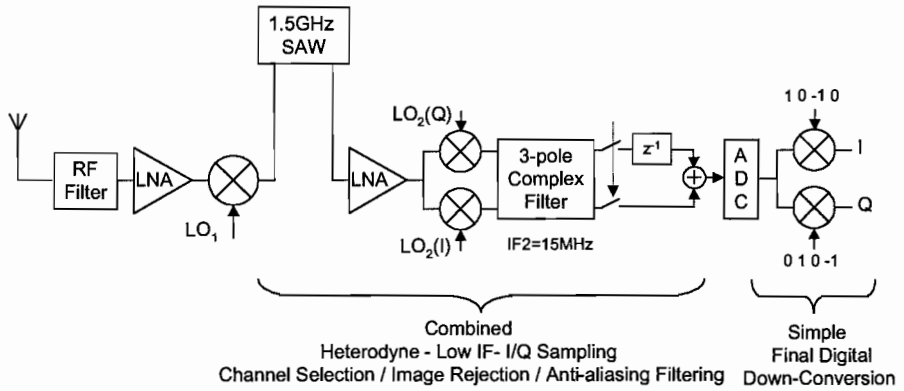 1.5GHz
SAW
RF
Filter
LNA
LO1
LNA
LO2(Q)
LO2(I)
3-pole
Complex
Filter
IF2=15MHz
z-1
+
A
D
C
1 0 -1 0
I
Q
0 1 0 -1
Combined
Heterodyne - Low IF- I/Q Sampling
Channel Selection / Image Rejection / Anti-aliasing Filtering
Simple
Final Digital
Down-Conversion